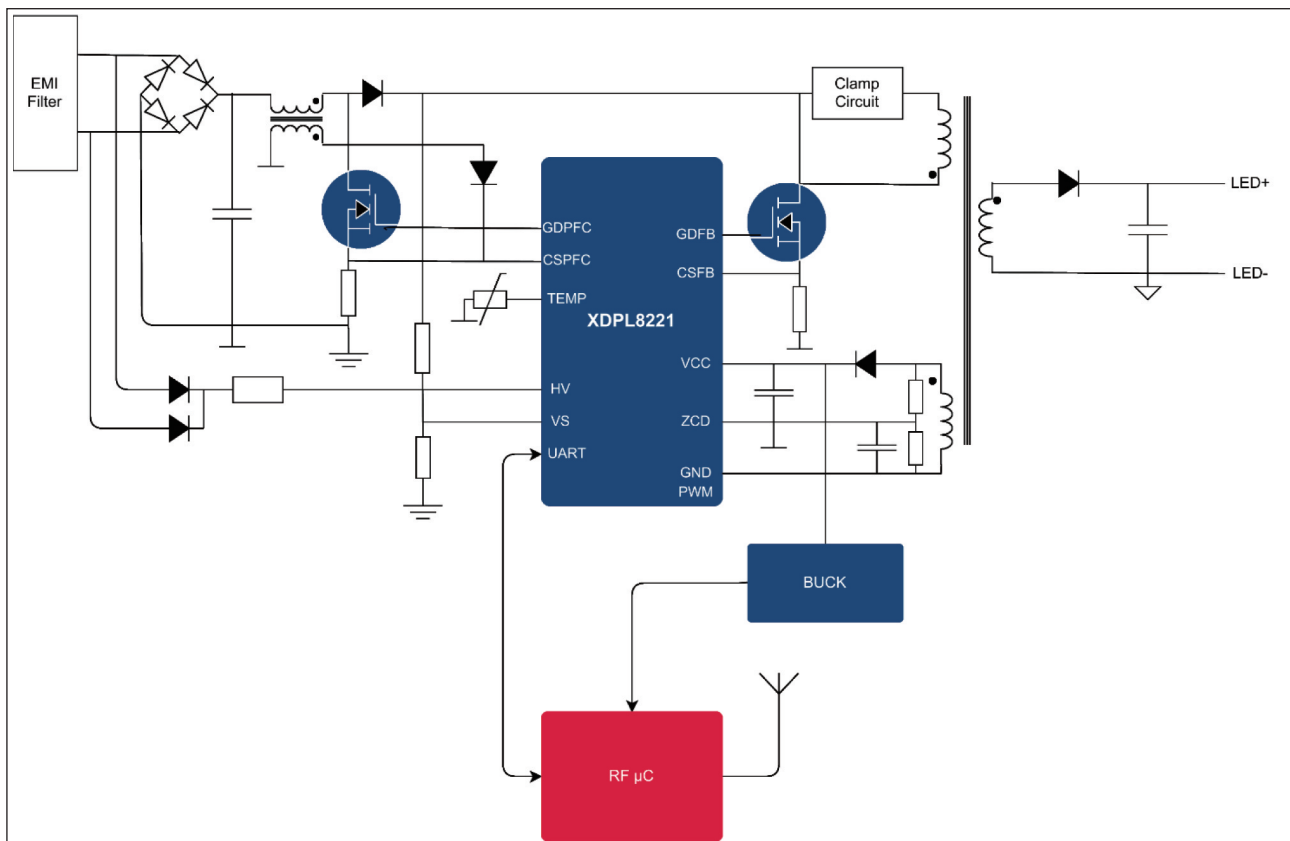 EMI
Filter
Clamp
Circuit
LED+
LED-
GDPFC
GDFB
CSPFC
CSFB
TEMP
XDPL8221
VCC
HV
VS
ZCD
UART
GND
PWM
BUCK
RF µC